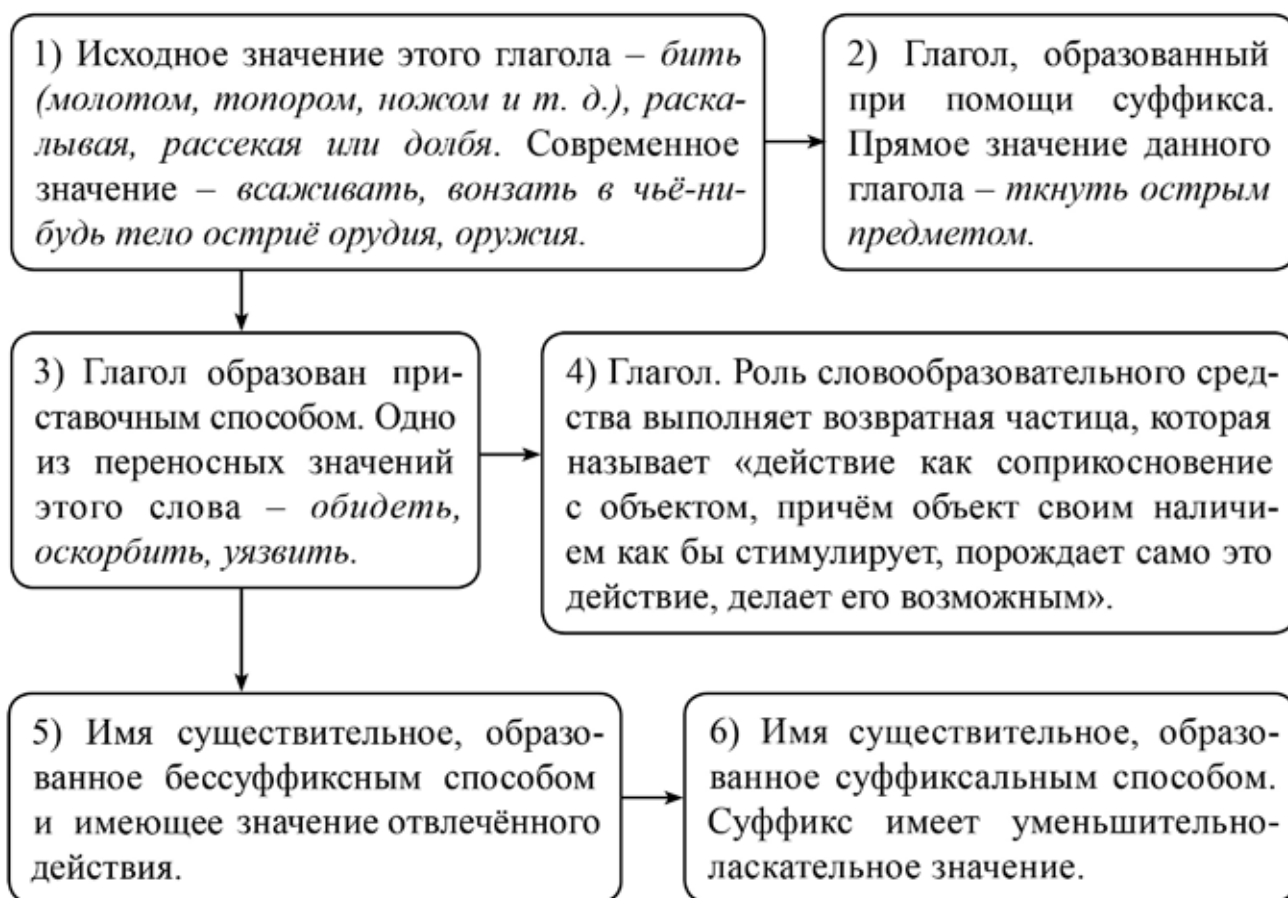 1) Исходное значение этого глагола – бить
(молотом, топором, ножом и т. д.), раска-
лывая, рассекая или долбя. Современное
значение – всаживать, вонзать в чьё-ни-
будь тело остриё орудия, оружия.
2) Глагол, образованный
при помощи суффикса.
Прямое значение данного
глагола – ткнуть острым
предметом.
3) Глагол образован при-
ставочным способом. Одно
из переносных значений
этого слова – обидеть,
оскорбить, уязвить.
4) Глагол. Роль словообразовательного сред-
ства выполняет возвратная частица, которая
называет «действие как соприкосновение
с объектом, причём объект своим наличи-
ем как бы стимулирует, порождает само это
действие, делает его возможным».
5) Имя существительное, образо-
ванное бессуффиксным способом
и имеющее значение отвлечённого
действия.
6) Имя существительное, образо-
ванное суффиксальным способом.
Суффикс имеет уменьшительно-
ласкательное значение.